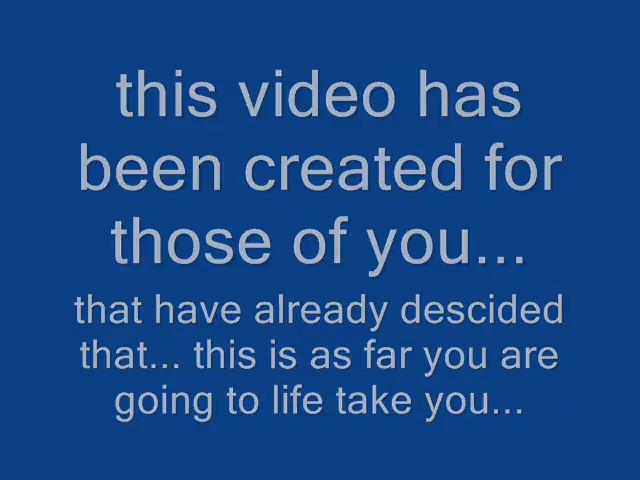 this video has
been created for
those of you...
that have already descided
that... this is as far you are
going to life take you...